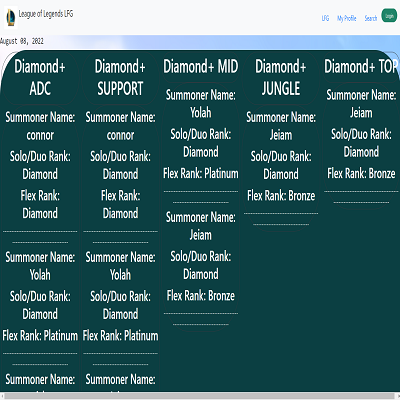 League of Legends LFG
LFG
My Profile
Search
Login
August 08, 2022
Diamond+
ADC
Summoner Name:
connor
Solo/Duo Rank:
Diamond
Flex Rank:
Diamond
Summoner Name:
Yolah
Solo/Duo Rank:
Diamond
Flex Rank: Platinum
Summoner Name:
Diamond+
SUPPORT
Summoner Name:
connor
Solo/Duo Rank:
Diamond
Flex Rank:
Diamond
Summoner Name:
Yolah
Solo/Duo Rank:
Diamond
Flex Rank: Platinum
Summoner Name:
Diamond+ MID
Summoner Name:
Yolah
Solo/Duo Rank:
Diamond
Flex Rank: Platinum
Summoner Name:
Jeiam
Solo/Duo Rank:
Diamond
Flex Rank: Bronze
Diamond+
JUNGLE
Summoner Name:
Jeiam
Solo/Duo Rank:
Diamond
Flex Rank: Bronze
Diamond+ TOP
Summoner Name:
Jeiam
Solo/Duo Rank:
Diamond
Flex Rank: Bronze